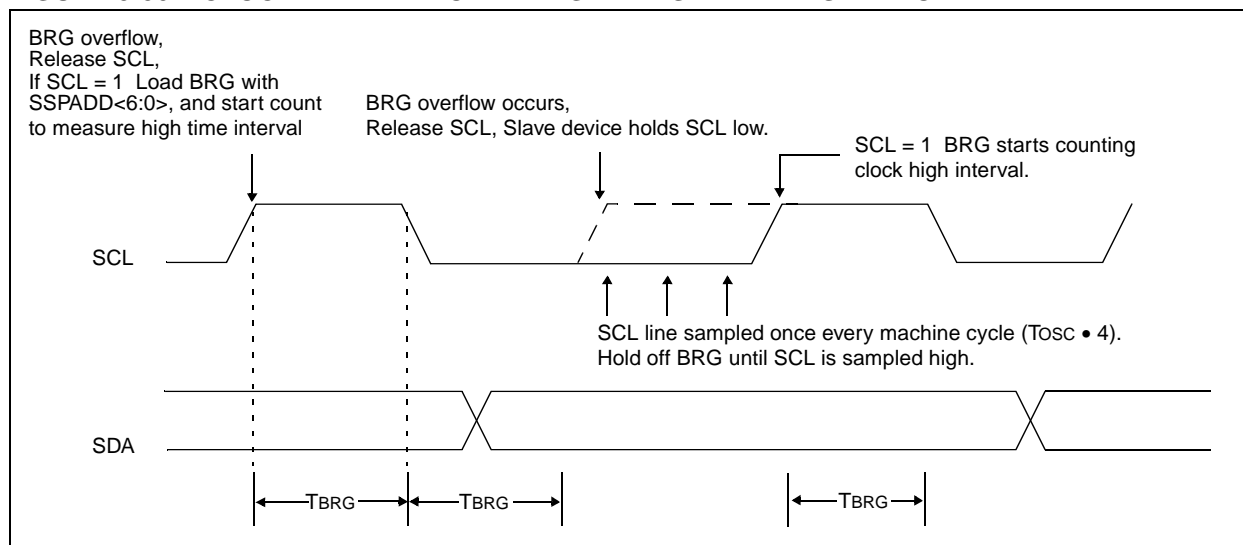 BRG overflow,
Release SCL,
If SCL = 1 Load BRG with
SSPADD<6:0>, and start count
to measure high time interval
BRG overflow occurs,
Release SCL, Slave device holds SCL low.
SCL = 1 BRG starts counting
clock high interval.
SCL
SCL line sampled once every machine cycle (TOSC • 4).
Hold off BRG until SCL is sampled high.
SDA
TBRG
TBRG
TBRG